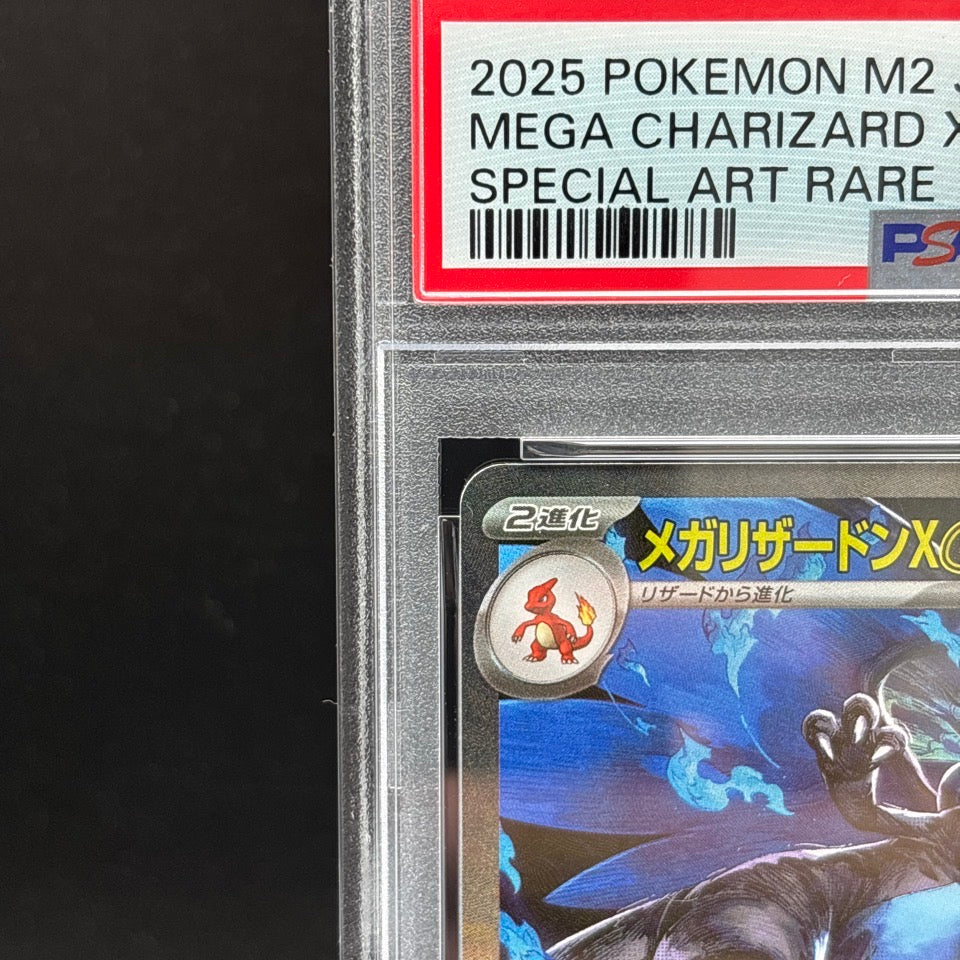 2025 POKEMON M2
MEGA CHARIZARD X
SPECIAL ART RARE
PSA
2進化
メガリザードンX
リザードから進化